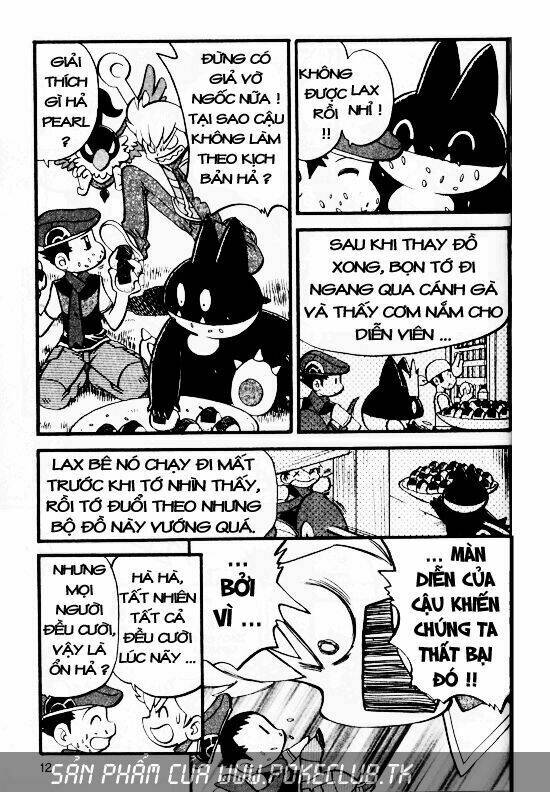 GIẢI
THÍCH
GÌ HẢ
PEARL
?
ĐỪNG CÓ
GIẢ VỜ
NGỐC NỮA !
TẠI SAO CẬU
KHÔNG LÀM
THEO KỊCH
BẢN HẢ ?
KHÔNG
ĐƯỢC
RỒI
!!
LAX
NHỈ !
SAU KHI THAY ĐỒ
XONG, BỌN TỚ ĐI
NGANG QUA CÁNH GÀ
VÀ THẤY CƠM NẮM CHO
DIỄN VIÊN ...
LAX BÊ NÓ CHẠY ĐI MẤT
TRƯỚC KHI TỚ NHÌN THẤY,
RỒI TỚ ĐUỔI THEO NHƯNG
BỘ ĐỒ NÀY VƯỚNG QUÁ.
NHƯNG
MỌI
NGƯỜI
ĐỀU CƯỜI,
VẬY LÀ
ỔN HẢ ?
HÀ HÀ,
TẤT NHIÊN
TẤT CẢ
ĐỀU CƯỜI
LÚC NÃY ...
...
BỞI
VÌ
...
... MÀN
DIỄN CỦA
CẬU KHIẾN
CHÚNG TA
THẤT BẠI
ĐÓ !!
12
SẢN PHẨM CỦA WWW.POKECLUB.TK